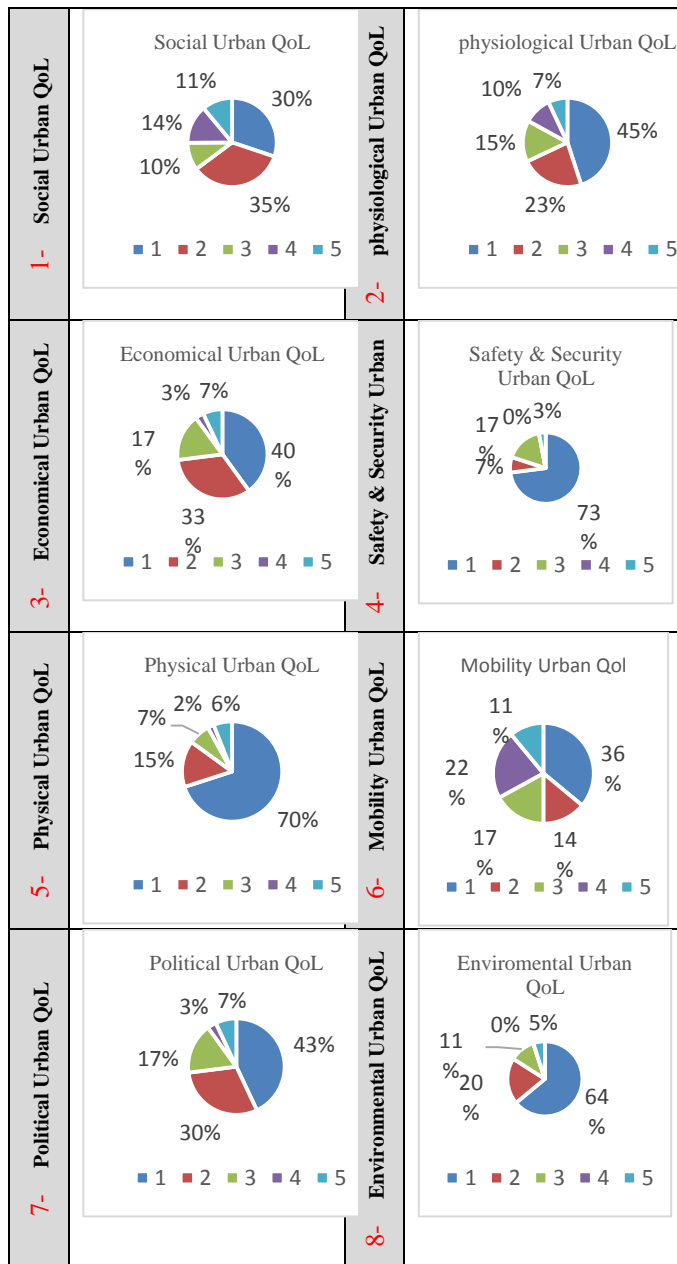 1- Social Urban QoL
Social Urban QoL
11%
30%
14%
10%
35%
1 2 3 4 5
2- physiological Urban QoL
physiological Urban QoL
10%
7%
45%
15%
23%
1 2 3 4 5
3- Economical Urban QoL
Economical Urban QoL
3%
7%
17
%
40
%
33
%
1 2 3 4 5
4- Safety & Security Urban
Safety & Security
Urban QoL
17
%
0%
3%
7%
73
%
1 2 3 4 5
5- Physical Urban QoL
Physical Urban QoL
2%
6%
7%
15%
70%
1 2 3 4 5
6- Mobility Urban QoL
Mobility Urban Qol
11
%
36
%
22
%
17
%
14
%
1 2 3 4 5
7- Political Urban QoL
Political Urban QoL
3%
7%
17%
43%
30%
1 2 3 4 5
8- Environmental Urban QoL
Enviromental Urban
QoL
0%
5%
11
%
20
%
64
%
1 2 3 4 5